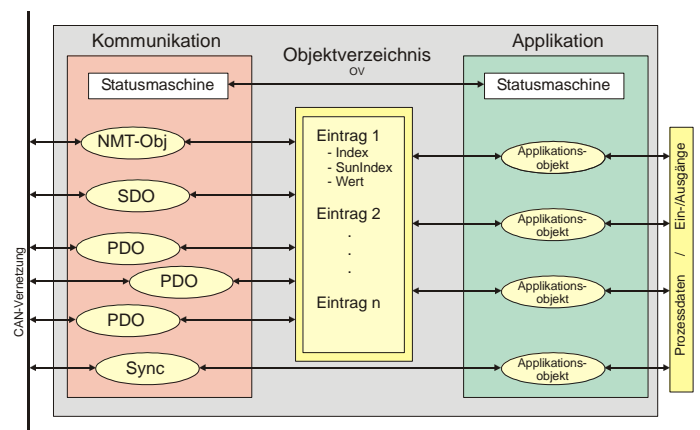 Kommunikation
Objektverzeichnis
OV
Applikation
Statusmaschine
Statusmaschine
NMT-Obj
SDO
PDO
PDO
PDO
Sync
Eintrag 1
- Index
- SunIndex
- Wert
Eintrag 2
.
.
.
Eintrag n
Applikations-
objekt
Applikations-
objekt
Applikations-
objekt
Applikations-
objekt
CAN-Vernetzung
Prozessdaten / Ein-/Ausgänge